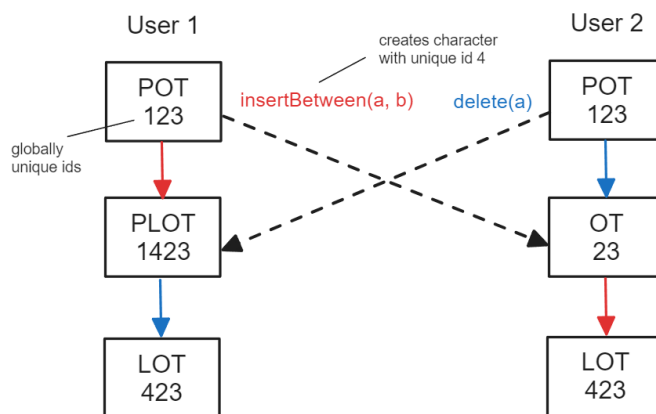 User 1
User 2
creates character
with unique id 4
POT
123
insertBetween(a, b)
delete(a)
POT
123
globally
unique ids
PLOT
1423
OT
23
LOT
423
LOT
423